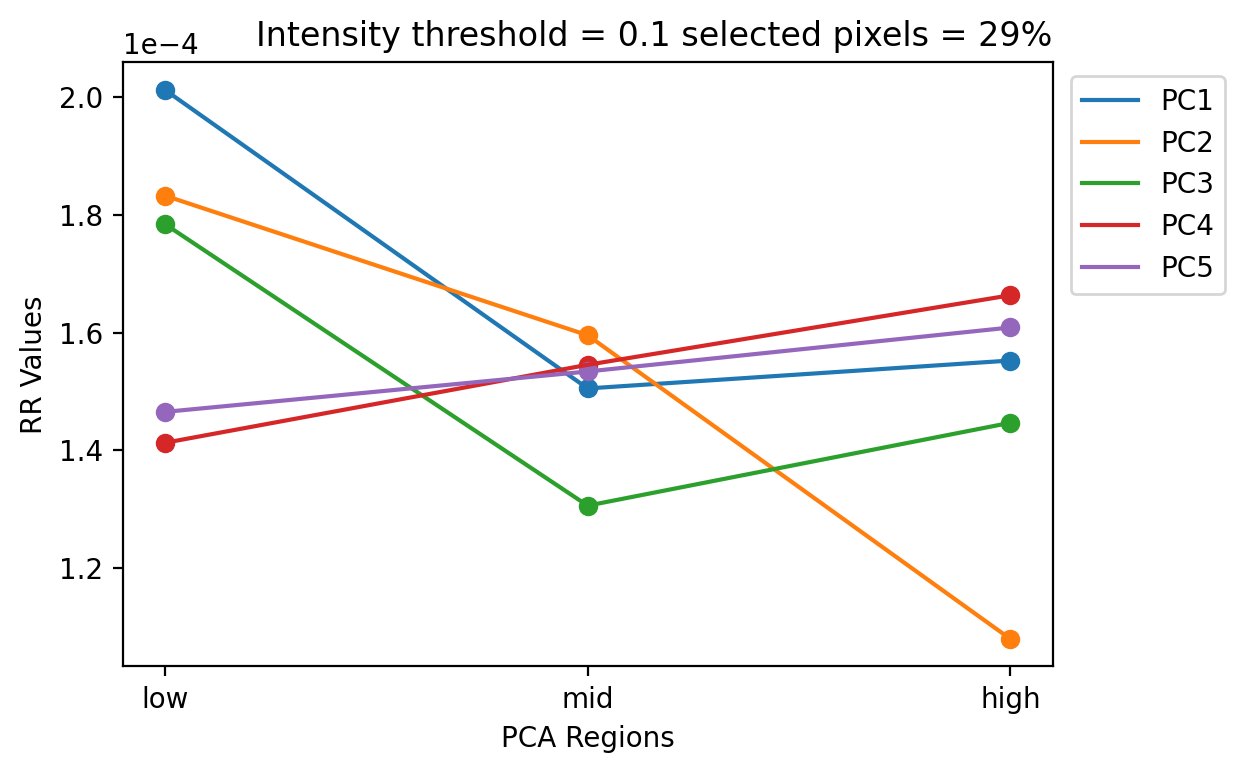 Intensity threshold = 0.1 selected pixels = 29%
1e−4
2.0
1.8
1.6
1.4
1.2
RR Values
low
mid
high
PCA Regions
PC1
PC2
PC3
PC4
PC5